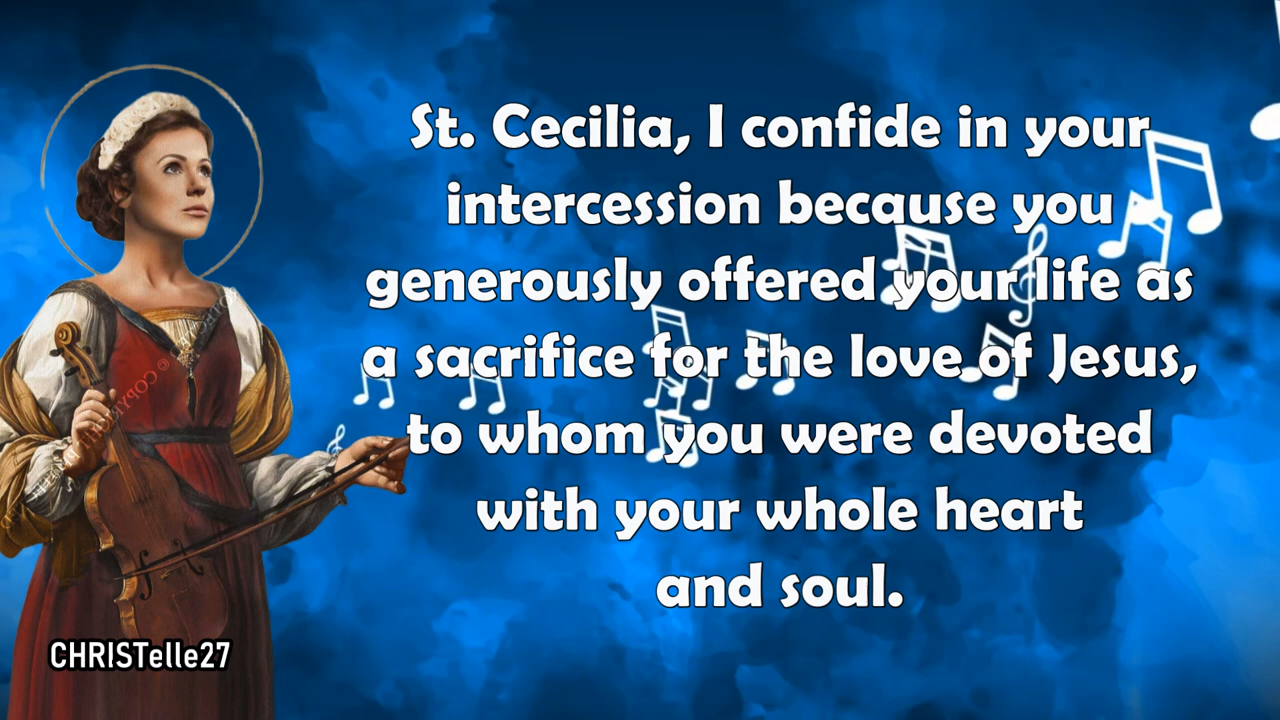 St. Cecilia, I confide in your
intercession because you
generously offered your life as
a sacrifice for the love of Jesus,
to whom you were devoted
with your whole heart
and soul.
CHRISTelle27